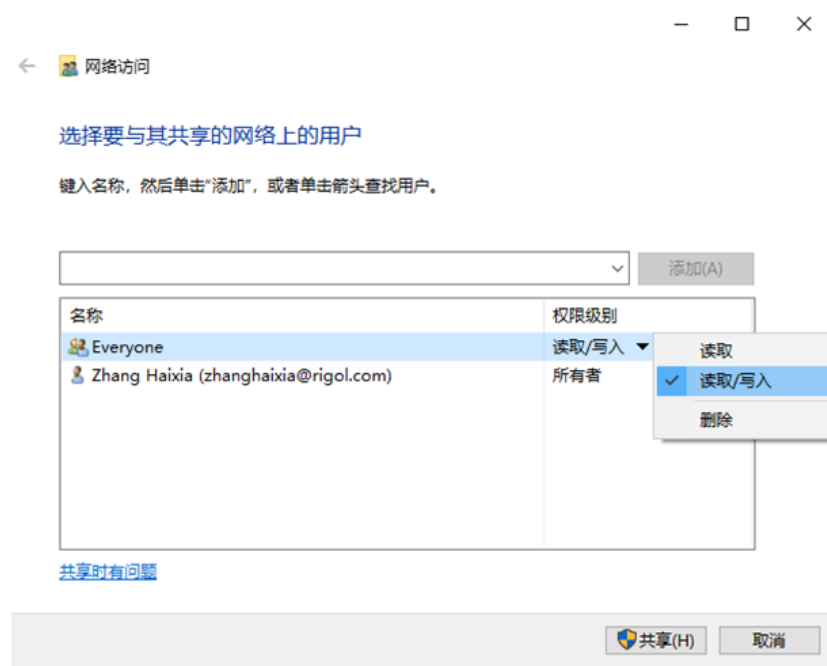 网络访问
选择要与其共享的网络上的用户
键入名称，然后单击"添加"，或者单击箭头查找用户。
添加(A)
名称 权限级别
Everyone 读取/写入
读取
Zhang Haixia (zhanghaixia@rigol.com) 所有者
读取/写入
删除
共享时有问题
共享(H) 取消